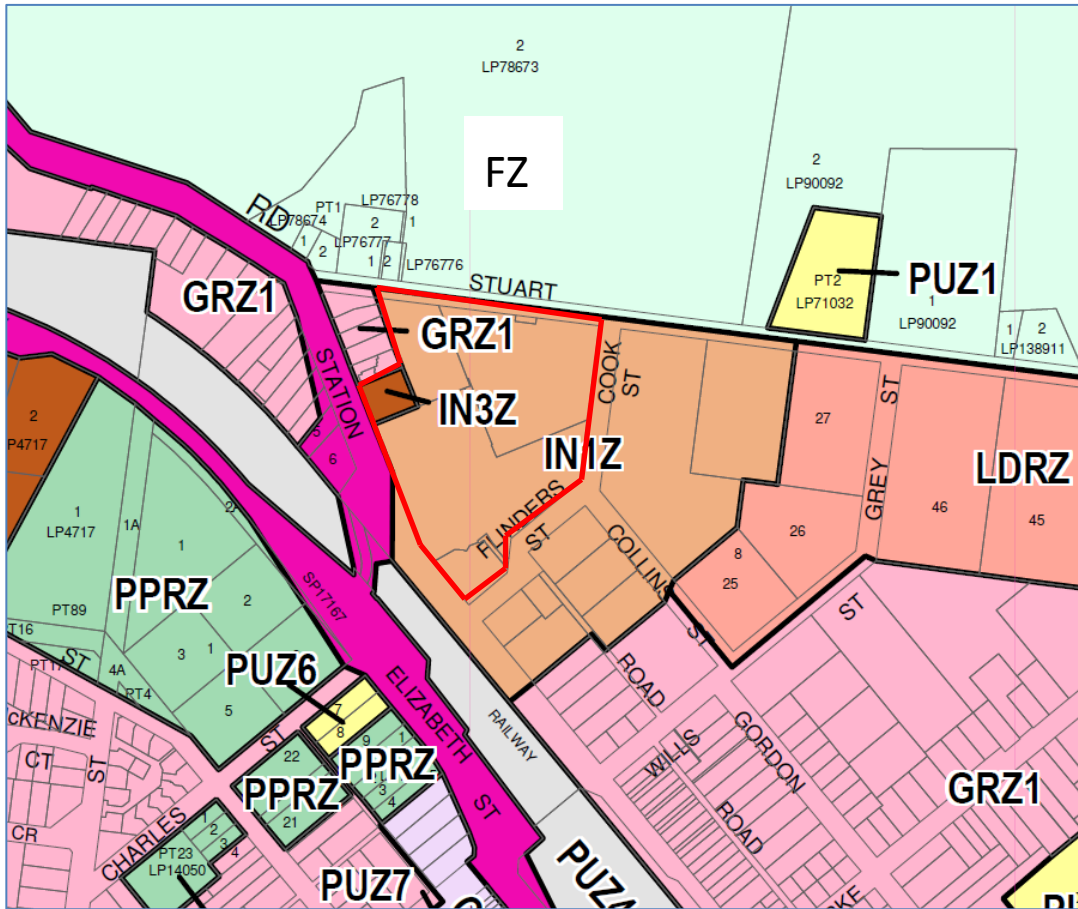 2
LP78673
FZ
2
LP90092
RD
LP78674
PT1
LP76778
2
1
1
2
LP76777
1
2
LP76776
STUART
PT2
LP71032
PUZ1
1
LP90092
1
2
LP138911
GRZ1
GRZ1
STATION
IN3Z
COOK
ST
IN1Z
27
ST
GREY
LDRZ
46
45
26
8
25
5
6
2
P4717
1
LP4717
1A
1
2A
2
PPRZ
PT89
SP17167
FLINDERS
ST
COLLINS
ST
ST
T16
ST
3
1
4A
PT4
5
PUZ6
7
8
ST
ELIZABETH
ST
RAILWAY
ROAD
WILLS
ROAD
GORDON
GRZ1
CKENZIE
CT
ST
CR
22
PPRZ
21
9
1
PPRZ
3
4
CHARLES
1
2
3
4
PT23
LP14050
PUZ7
PUZ4